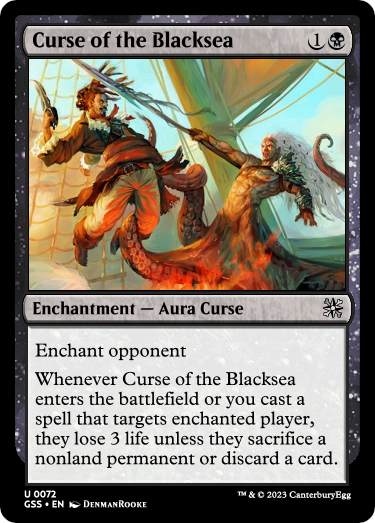 Curse of the Blacksea 1
Enchantment — Aura Curse
Enchant opponent
Whenever Curse of the Blacksea
enters the battlefield or you cast a
spell that targets enchanted player,
they lose 3 life unless they sacrifice a
nonland permanent or discard a card.
U 0072
GSS • EN DenmanRooke
™ & © 2023 CanterburyEgg